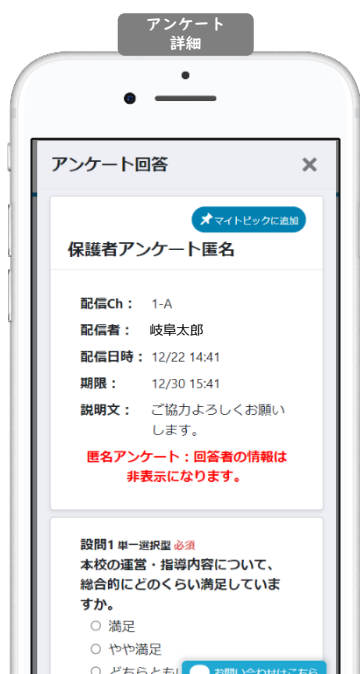 アンケート
詳細
アンケート回答
マイトピックに追加
保護者アンケート匿名
配信Ch： 1-A
配信者： 岐阜太郎
配信日時： 12/22 14:41
期限： 12/30 15:41
説明文： ご協力よろしくお願い
します。
匿名アンケート：回答者の情報は
非表示になります。
設問1 単一選択型 必須
本校の運営・指導内容について、
総合的にどのくらい満足していま
すか。
満足
やや満足
どちらとも
お問い合わせはこちら